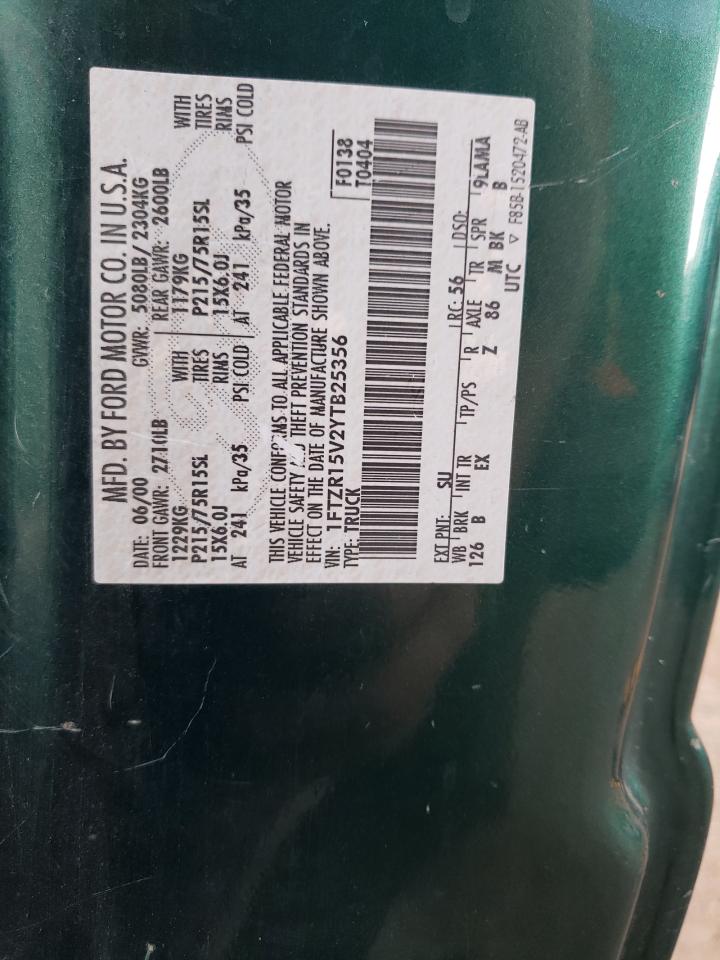 MFD. BY FORD MOTOR CO. IN U.S.A.
DATE: 06/00 GVWR: 5080LB/ 2304KG
FRONT GAWR: 2710LB REAR GAWR: 2600LB
1229KG WITH 1179KG WITH
P215/75R15SL TIRES P215/75R15SL TIRES
15X6.0J RIMS 15X6.0J RIMS
AT 241 kPa/35 PSI COLD AT 241 kPa/35 PSI COLD
THIS VEHICLE CONFORMS TO ALL APPLICABLE FEDERAL MOTOR
VEHICLE SAFETY AND THEFT PREVENTION STANDARDS IN
EFFECT ON THE DATE OF MANUFACTURE SHOWN ABOVE.
VIN: 1FTZR15V2YTB25356 F0138
TYPE: TRUCK T0404
EXT PNT: SU RC: 56 DSO:
WB BRK INT TR TP/PS R AXLE TR SPR 9LAMA
126 B EX Z 86 M BK B
UTC ▽ F85B-1520472-AB